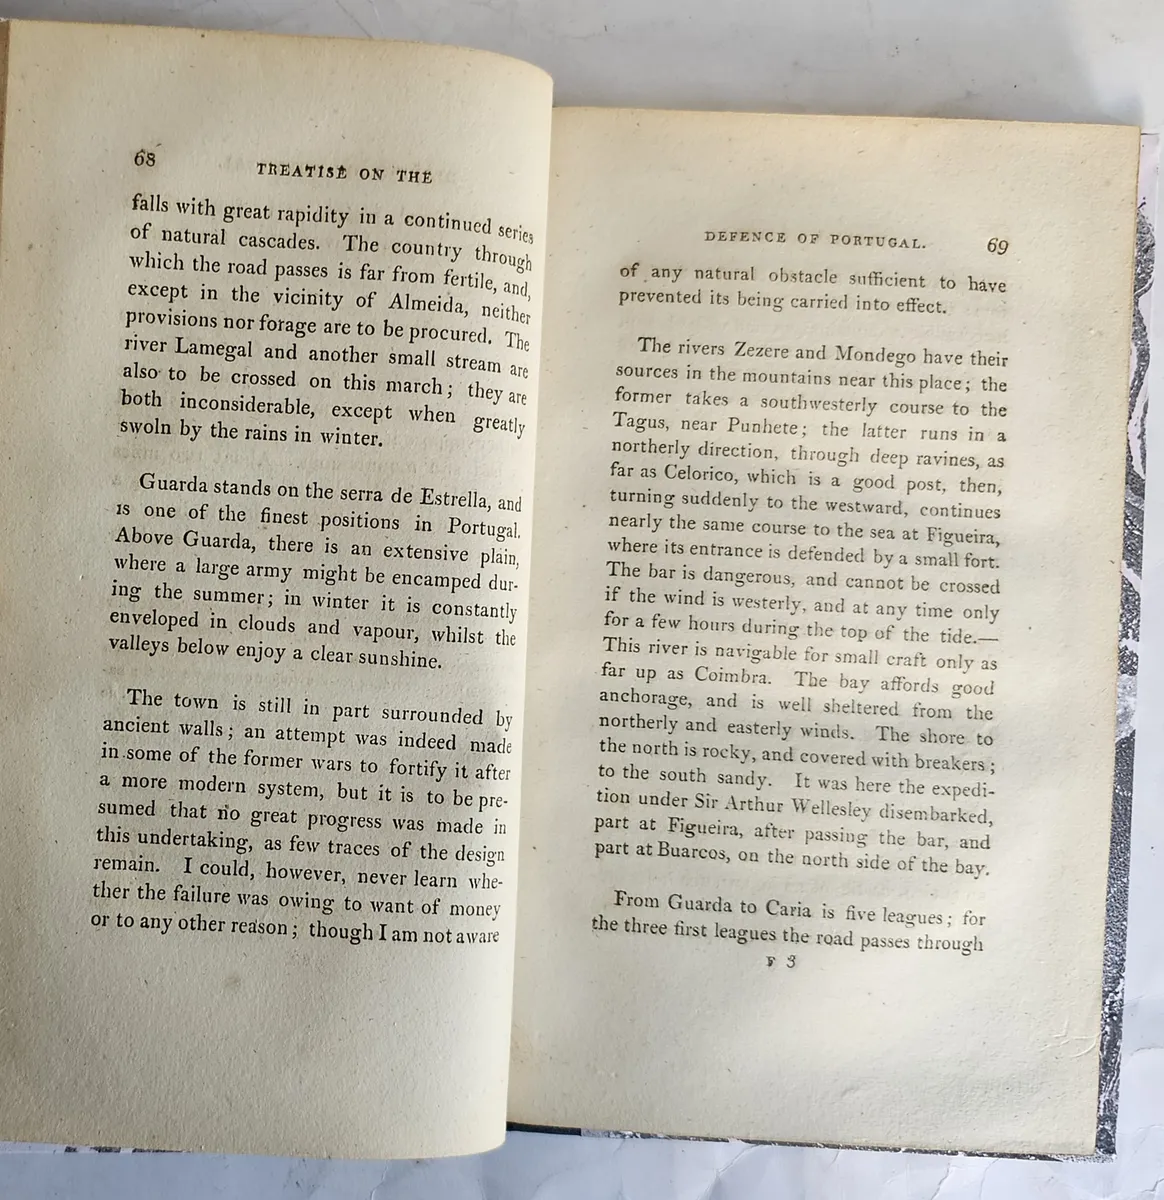 68
TREATISE ON THE
falls with great rapidity in a continued series
of natural cascades. The country through
which the road passes is far from fertile, and,
except in the vicinity of Almeida, neither
provisions nor forage are to be procured. The
river Lamegal and another small stream are
also to be crossed on this march; they are
both inconsiderable, except when greatly
swoln by the rains in winter.
Guarda stands on the serra de Estrella, and
is one of the finest positions in Portugal.
Above Guarda, there is an extensive plain,
where a large army might be encamped dur-
ing the summer; in winter it is constantly
enveloped in clouds and vapour, whilst the
valleys below enjoy a clear sunshine.
The town is still in part surrounded by
ancient walls; an attempt was indeed made
in some of the former wars to fortify it after
a more modern system, but it is to be pre-
sumed that no great progress was made in
this undertaking, as few traces of the design
remain. I could, however, never learn whe-
ther the failure was owing to want of money
or to any other reason; though I am not aware
DEFENCE OF PORTUGAL. 69
of any natural obstacle sufficient to have
prevented its being carried into effect.
The rivers Zezere and Mondego have their
sources in the mountains near this place; the
former takes a southwesterly course to the
Tagus, near Punhete; the latter runs in a
northerly direction, through deep ravines, as
far as Celorico, which is a good post, then,
turning suddenly to the westward, continues
nearly the same course to the sea at Figueira,
where its entrance is defended by a small fort.
The bar is dangerous, and cannot be crossed
if the wind is westerly, and at any time only
for a few hours during the top of the tide.—
This river is navigable for small craft only as
far up as Coimbra. The bay affords good
anchorage, and is well sheltered from the
northerly and easterly winds. The shore to
the north is rocky, and covered with breakers;
to the south sandy. It was here the expedi-
tion under Sir Arthur Wellesley disembarked,
part at Figueira, after passing the bar, and
part at Buarcos, on the north side of the bay.
From Guarda to Caria is five leagues; for
the three first leagues the road passes through
F 3